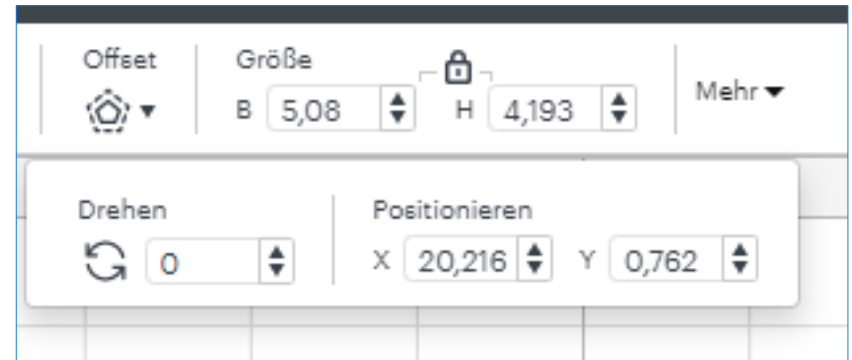 Offset Größe
B 5,08 H 4,193 Mehr
Drehen Positionieren
0 X 20,216 Y 0,762